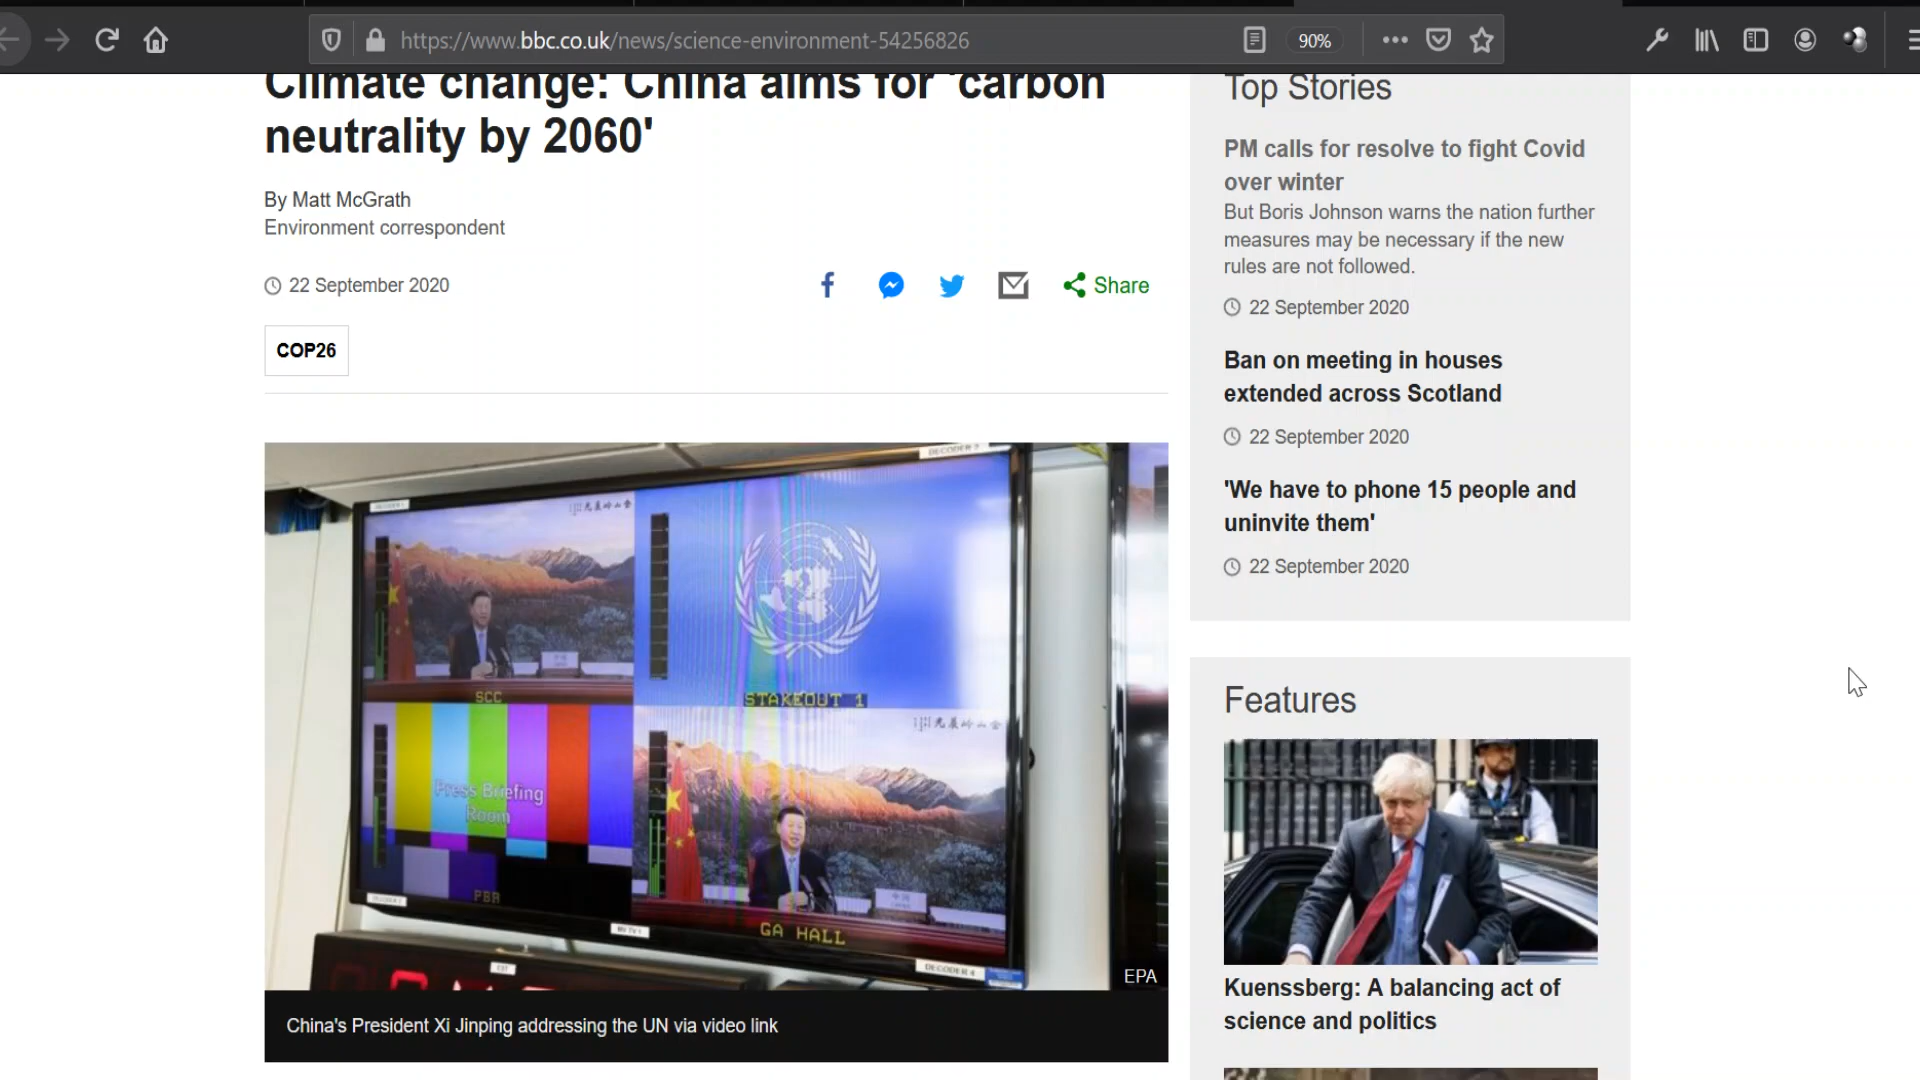 https://www.bbc.co.uk/news/science-environment-54256826
90%
Climate change: China aims for 'carbon
neutrality by 2060'
By Matt McGrath
Environment correspondent
22 September 2020
Share
COP26
DECODER 3
SCC
STAKEOUT 1
Press Briefing
Room
PBR
GA HALL
DECODER 4
EPA
China's President Xi Jinping addressing the UN via video link
Top Stories
PM calls for resolve to fight Covid
over winter
But Boris Johnson warns the nation further
measures may be necessary if the new
rules are not followed.
22 September 2020
Ban on meeting in houses
extended across Scotland
22 September 2020
'We have to phone 15 people and
uninvite them'
22 September 2020
Features
Kuenssberg: A balancing act of
science and politics